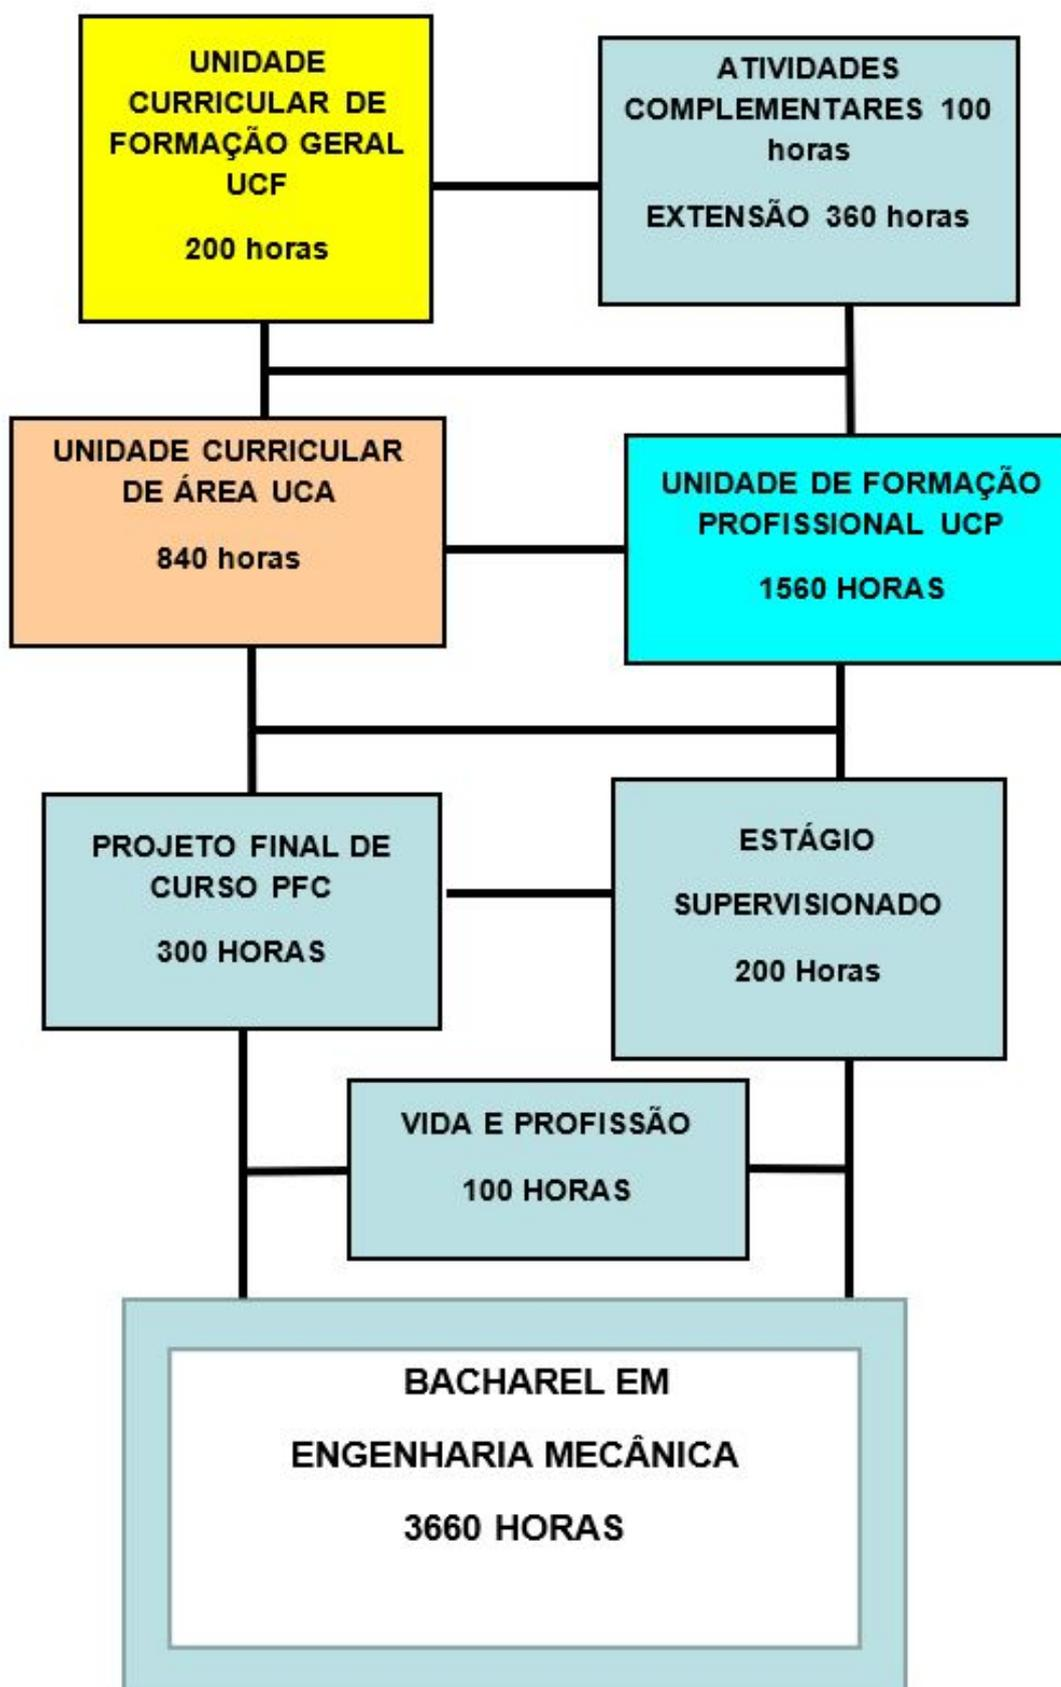 UNIDADE
CURRICULAR DE
FORMAÇÃO GERAL
UCF
200 horas
ATIVIDADES
COMPLEMENTARES 100
horas
EXTENSÃO 360 horas
UNIDADE CURRICULAR
DE ÁREA UCA
840 horas
UNIDADE DE FORMAÇÃO
PROFISSIONAL UCP
1560 HORAS
PROJETO FINAL DE
CURSO PFC
300 HORAS
ESTÁGIO
SUPERVISIONADO
200 Horas
VIDA E PROFISSÃO
100 HORAS
BACHAREL EM
ENGENHARIA MECÂNICA
3660 HORAS